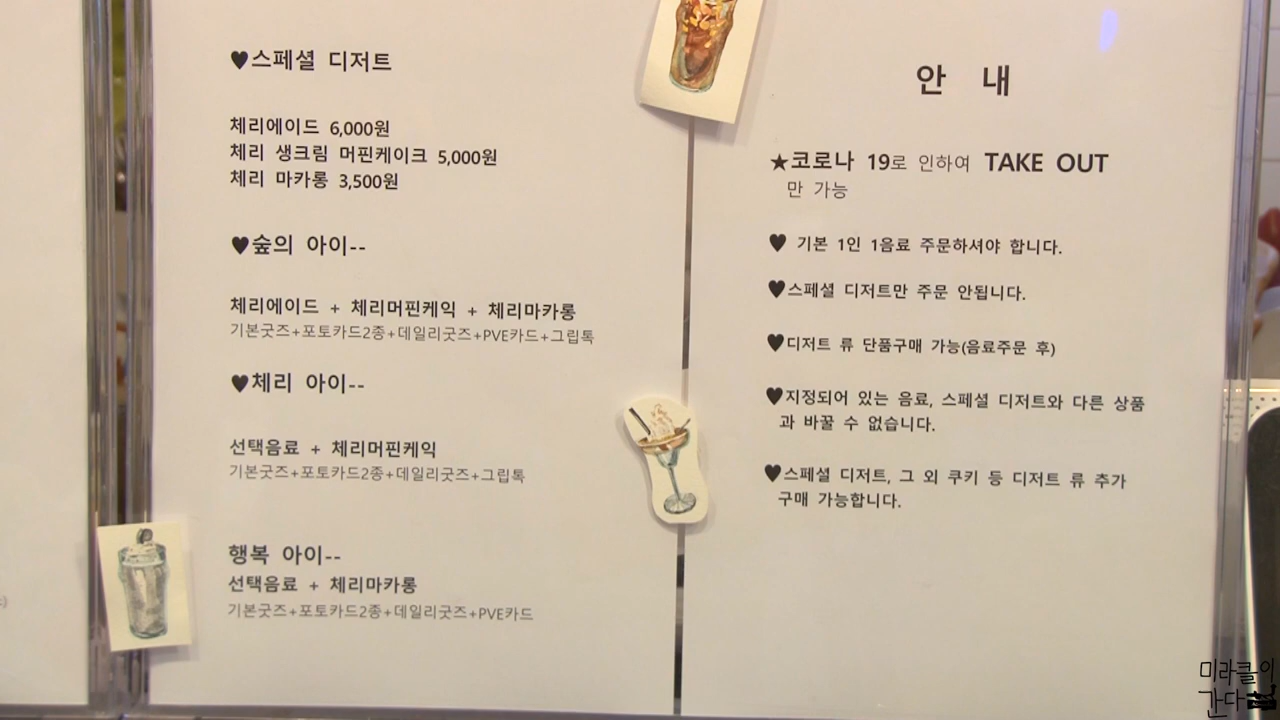 ♥스페셜 디저트
체리에이드 6,000원
체리 생크림 머핀케이크 5,000원
체리 마카롱 3,500원
♥숲의 아이--
체리에이드 + 체리머핀케익 + 체리마카롱
기본굿즈+포토카드2종+데일리굿즈+PVE카드+그립톡
♥체리 아이--
선택음료 + 체리머핀케익
기본굿즈+포토카드2종+데일리굿즈+그립톡
행복 아이--
선택음료 + 체리마카롱
기본굿즈+포토카드2종+데일리굿즈+PVE카드
안 내
★코로나 19로 인하여 TAKE OUT
만 가능
♥ 기본 1인 1음료 주문하셔야 합니다.
♥스페셜 디저트만 주문 안됩니다.
♥디저트 류 단품구매 가능(음료주문 후)
♥지정되어 있는 음료, 스페셜 디저트와 다른 상품
과 바꿀 수 없습니다.
♥스페셜 디저트, 그 외 쿠키 등 디저트 류 추가
구매 가능합니다.
미라클이
간다